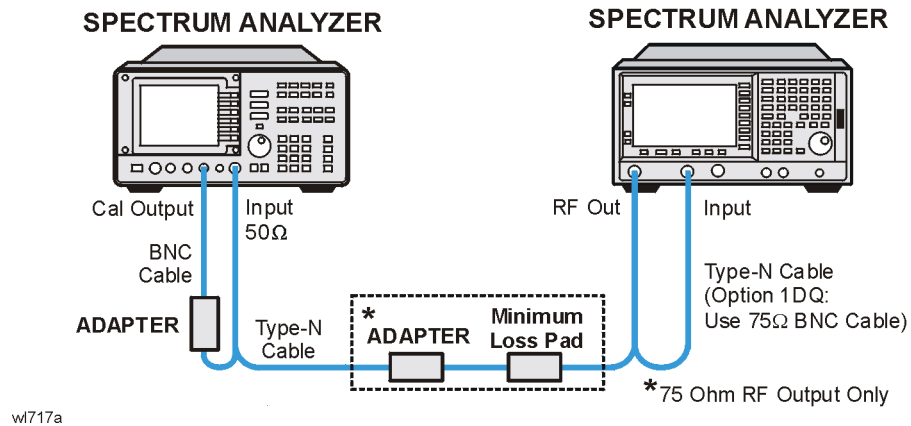 SPECTRUM ANALYZER
SPECTRUM ANALYZER
Cal Output
Input
50Ω
RF Out
Input
BNC
Cable
ADAPTER
Type-N
Cable
*
ADAPTER
Minimum
Loss Pad
Type-N Cable
(Option 1DQ:
Use 75Ω BNC Cable)
*75 Ohm RF Output Only
wl717a